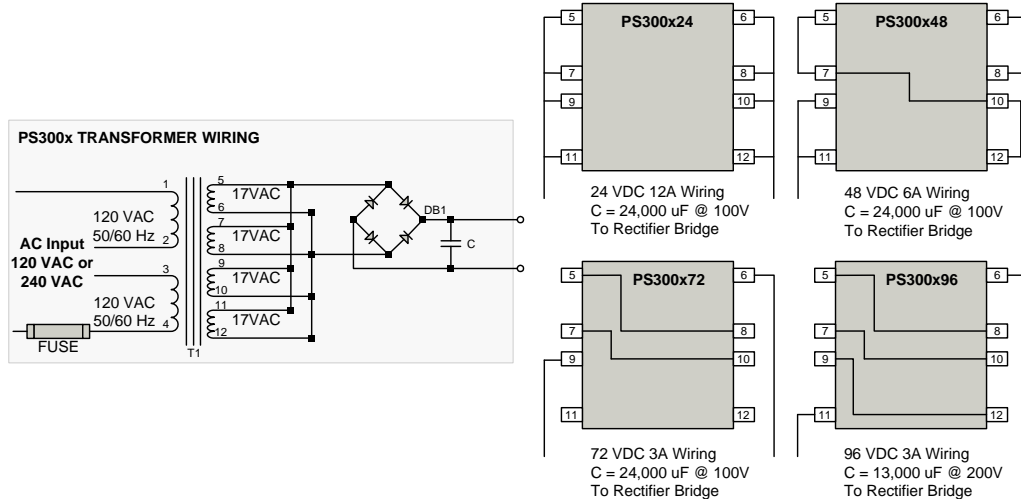 PS300x TRANSFORMER WIRING
1
120 VAC
50/60 Hz
2
AC Input
120 VAC or
240 VAC
3
120 VAC
50/60 Hz
4
FUSE
T1
5
17VAC
6
7
17VAC
8
9
17VAC
10
11
17VAC
12
DB1
C
PS300x24
5
6
7
8
9
10
11
12
24 VDC 12A Wiring
C = 24,000 uF @ 100V
To Rectifier Bridge
PS300x48
5
6
7
8
9
10
11
12
48 VDC 6A Wiring
C = 24,000 uF @ 100V
To Rectifier Bridge
PS300x72
5
6
7
8
9
10
11
12
72 VDC 3A Wiring
C = 24,000 uF @ 100V
To Rectifier Bridge
PS300x96
5
6
7
8
9
10
11
12
96 VDC 3A Wiring
C = 13,000 uF @ 200V
To Rectifier Bridge